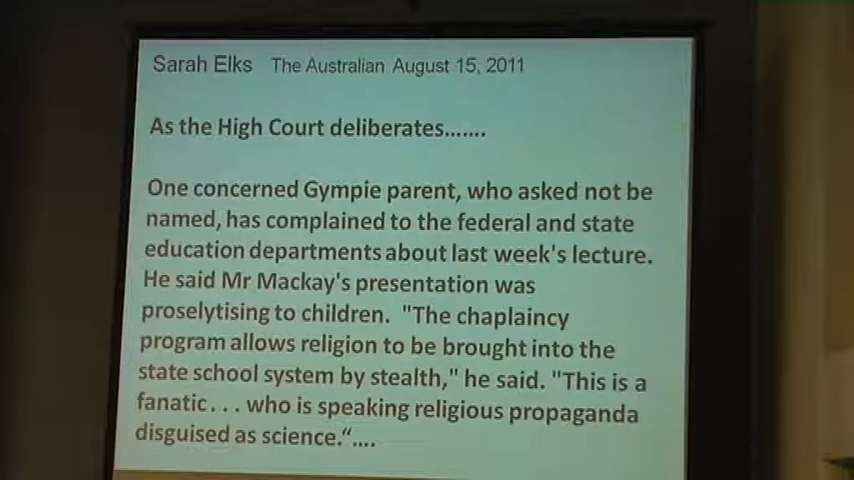 Sarah Elks The Australian August 15, 2011
As the High Court deliberates.......
One concerned Gympie parent, who asked not be
named, has complained to the federal and state
education departments about last week's lecture.
He said Mr Mackay's presentation was
proselytising to children. "The chaplaincy
program allows religion to be brought into the
state school system by stealth," he said. "This is a
fanatic . . . who is speaking religious propaganda
disguised as science.“....